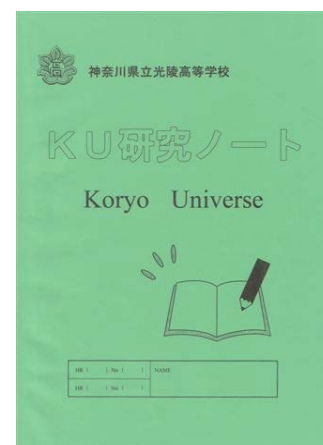 高
神奈川県立光陵高等学校
KU研究ノート
Koryo Universe
HR ( ) No ( ) NAME
HR ( ) No ( )